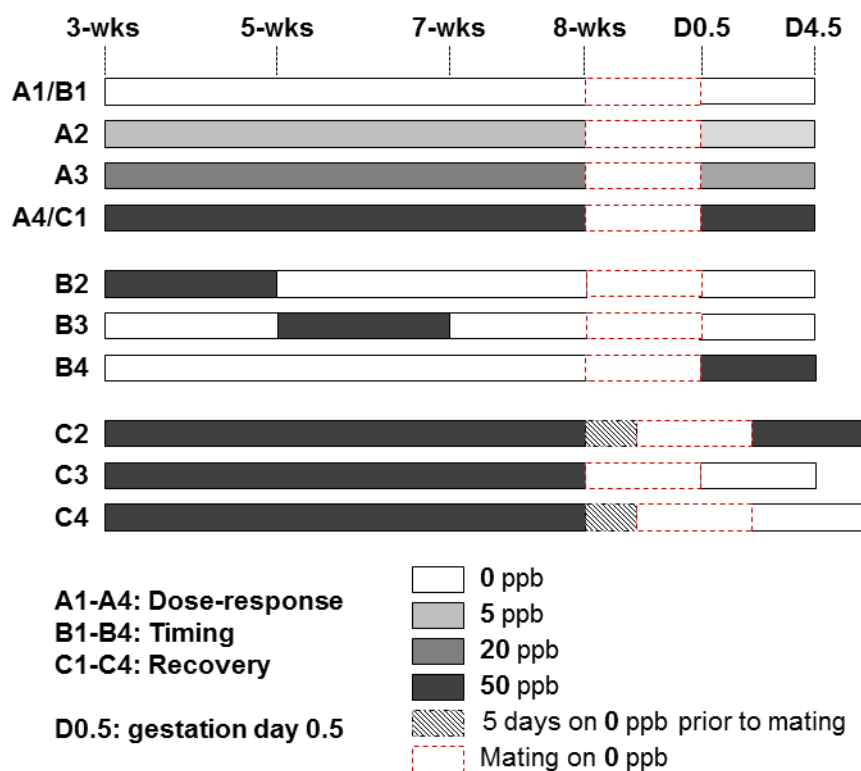 3-wks 5-wks 7-wks 8-wks D0.5 D4.5
A1/B1
A2
A3
A4/C1
B2
B3
B4
C2
C3
C4
A1-A4: Dose-response
B1-B4: Timing
C1-C4: Recovery
D0.5: gestation day 0.5
0 ppb
5 ppb
20 ppb
50 ppb
5 days on 0 ppb prior to mating
Mating on 0 ppb